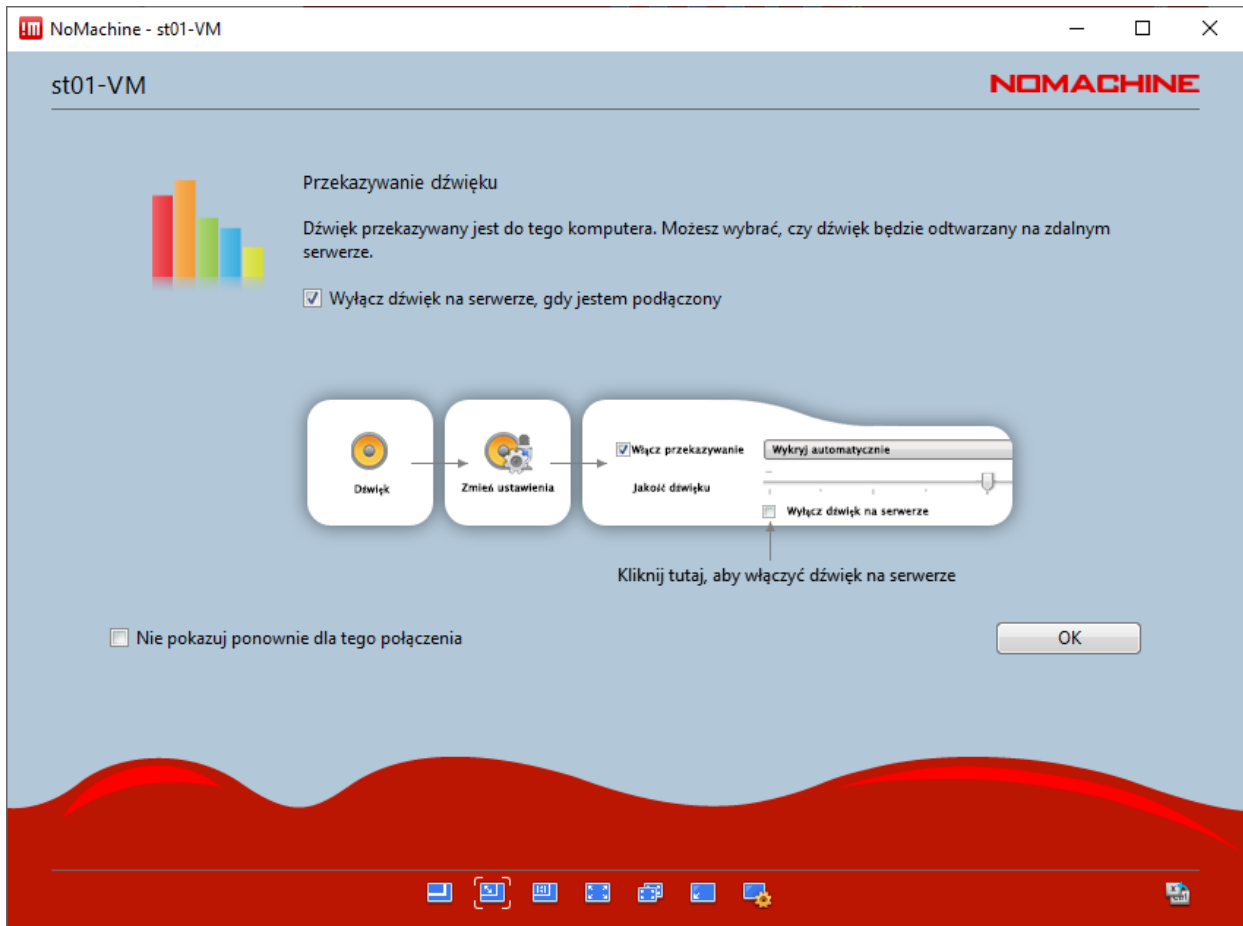 NoMachine - st01-VM
st01-VM
NOMACHINE
Przekazywanie dźwięku
Dźwięk przekazywany jest do tego komputera. Możesz wybrać, czy dźwięk będzie odtwarzany na zdalnym
serwerze.
Wyłącz dźwięk na serwerze, gdy jestem podłączony
Dźwięk
Zmień ustawienia
Włącz przekazywanie
Wykryj automatycznie
Jakość dźwięku
Wyłącz dźwięk na serwerze
Kliknij tutaj, aby włączyć dźwięk na serwerze
Nie pokazuj ponownie dla tego połączenia
OK